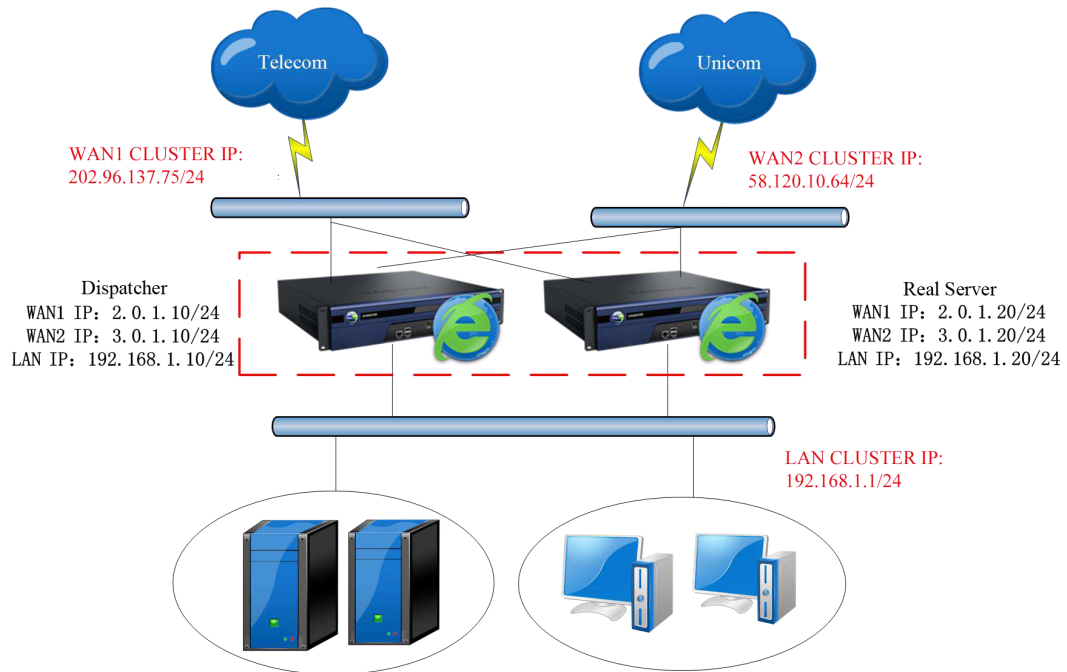 Telecom
Unicom
WAN1 CLUSTER IP:
202.96.137.75/24
:
WAN2 CLUSTER IP:
58.120.10.64/24
Dispatcher
WAN1 IP: 2.0.1.10/24
WAN2 IP: 3.0.1.10/24
LAN IP: 192.168.1.10/24
Real Server
WAN1 IP: 2.0.1.20/24
WAN2 IP: 3.0.1.20/24
LAN IP: 192.168.1.20/24
LAN CLUSTER IP:
192.168.1.1/24